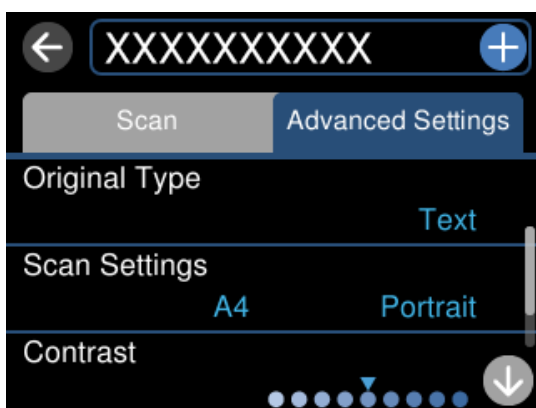 XXXXXXXXXX
Scan Advanced Settings
Original Type
Text
Scan Settings
A4 Portrait
Contrast